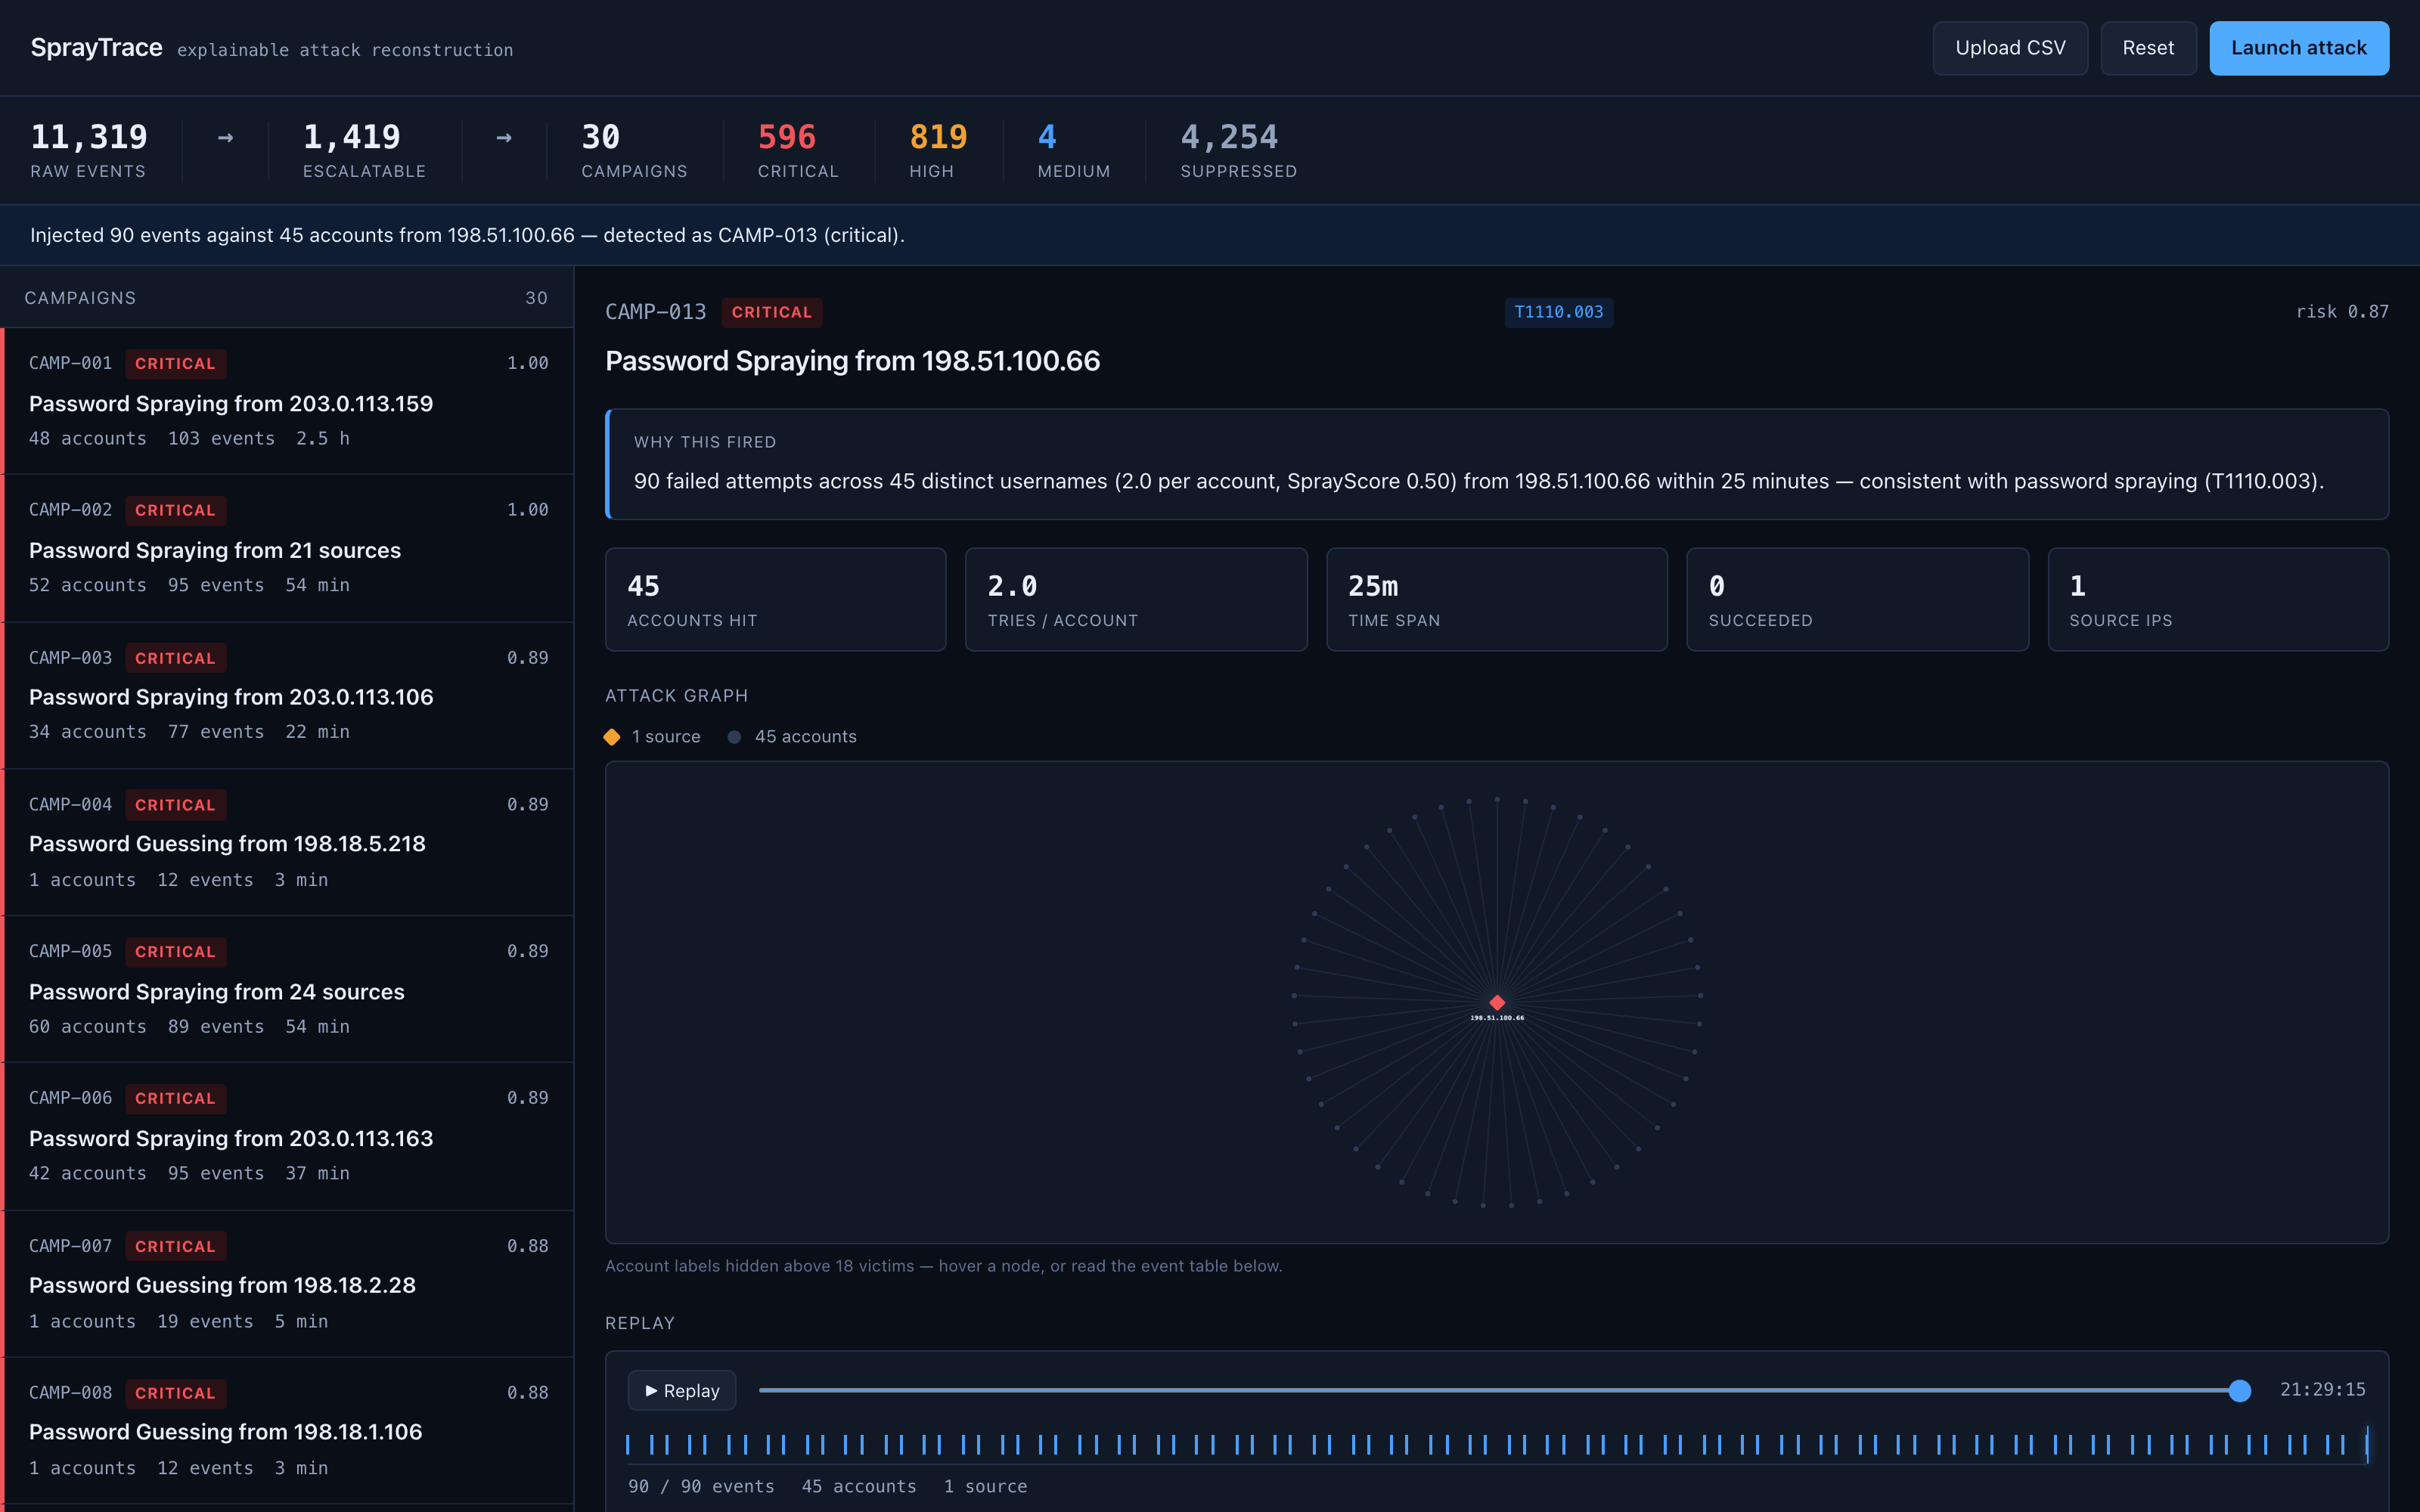 SprayTrace explainable attack reconstruction
Upload CSV Reset Launch attack
11,319 → 1,419 → 30 596 819 4 4,254
RAW EVENTS ESCALATABLE CAMPAIGNS CRITICAL HIGH MEDIUM SUPPRESSED
Injected 90 events against 45 accounts from 198.51.100.66 — detected as CAMP-013 (critical).
CAMPAIGNS 30
CAMP-001 CRITICAL 1.00
Password Spraying from 203.0.113.159
48 accounts 103 events 2.5 h
CAMP-002 CRITICAL 1.00
Password Spraying from 21 sources
52 accounts 95 events 54 min
CAMP-003 CRITICAL 0.89
Password Spraying from 203.0.113.106
34 accounts 77 events 22 min
CAMP-004 CRITICAL 0.89
Password Guessing from 198.18.5.218
1 accounts 12 events 3 min
CAMP-005 CRITICAL 0.89
Password Spraying from 24 sources
60 accounts 89 events 54 min
CAMP-006 CRITICAL 0.89
Password Spraying from 203.0.113.163
42 accounts 95 events 37 min
CAMP-007 CRITICAL 0.88
Password Guessing from 198.18.2.28
1 accounts 19 events 5 min
CAMP-008 CRITICAL 0.88
Password Guessing from 198.18.1.106
1 accounts 12 events 3 min
CAMP-013 CRITICAL T1110.003 risk 0.87
Password Spraying from 198.51.100.66
WHY THIS FIRED
90 failed attempts across 45 distinct usernames (2.0 per account, SprayScore 0.50) from 198.51.100.66 within 25 minutes — consistent with password spraying (T1110.003).
45 2.0 25m 0 1
ACCOUNTS HIT TRIES / ACCOUNT TIME SPAN SUCCEEDED SOURCE IPS
ATTACK GRAPH
1 source 45 accounts
198.51.100.66
Account labels hidden above 18 victims — hover a node, or read the event table below.
REPLAY
▶ Replay 21:29:15
90 / 90 events 45 accounts 1 source